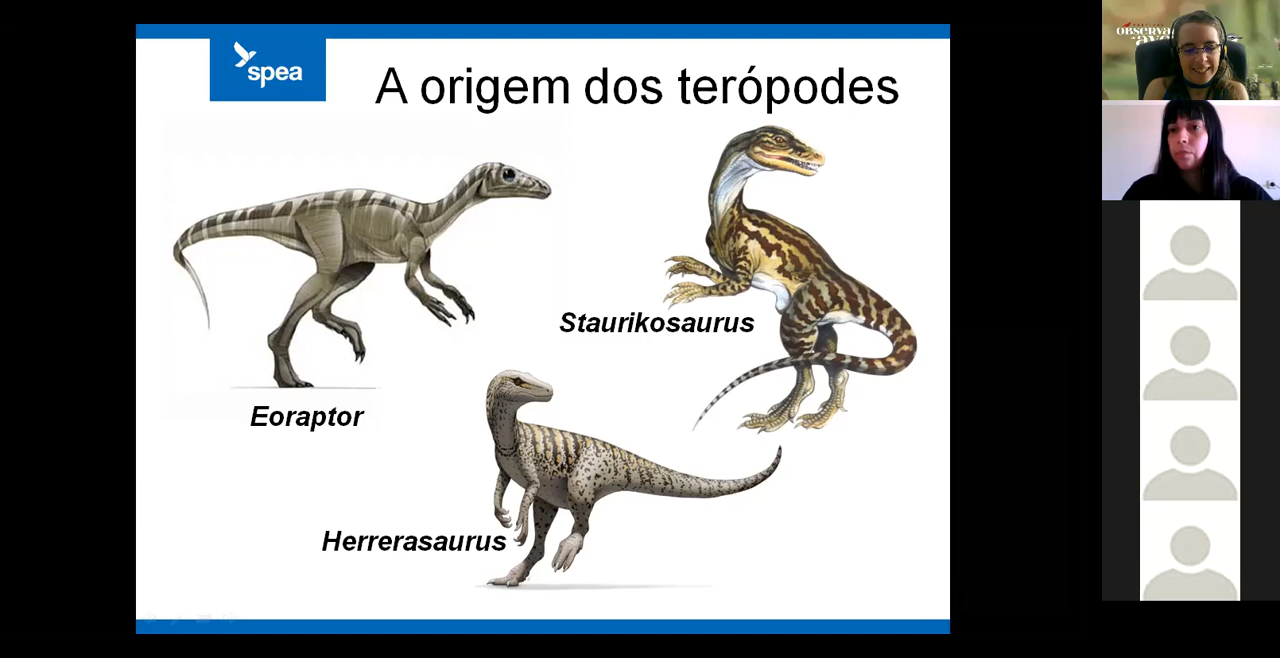 spea
A origem dos terópodes
Staurikosaurus
Eoraptor
Herrerasaurus